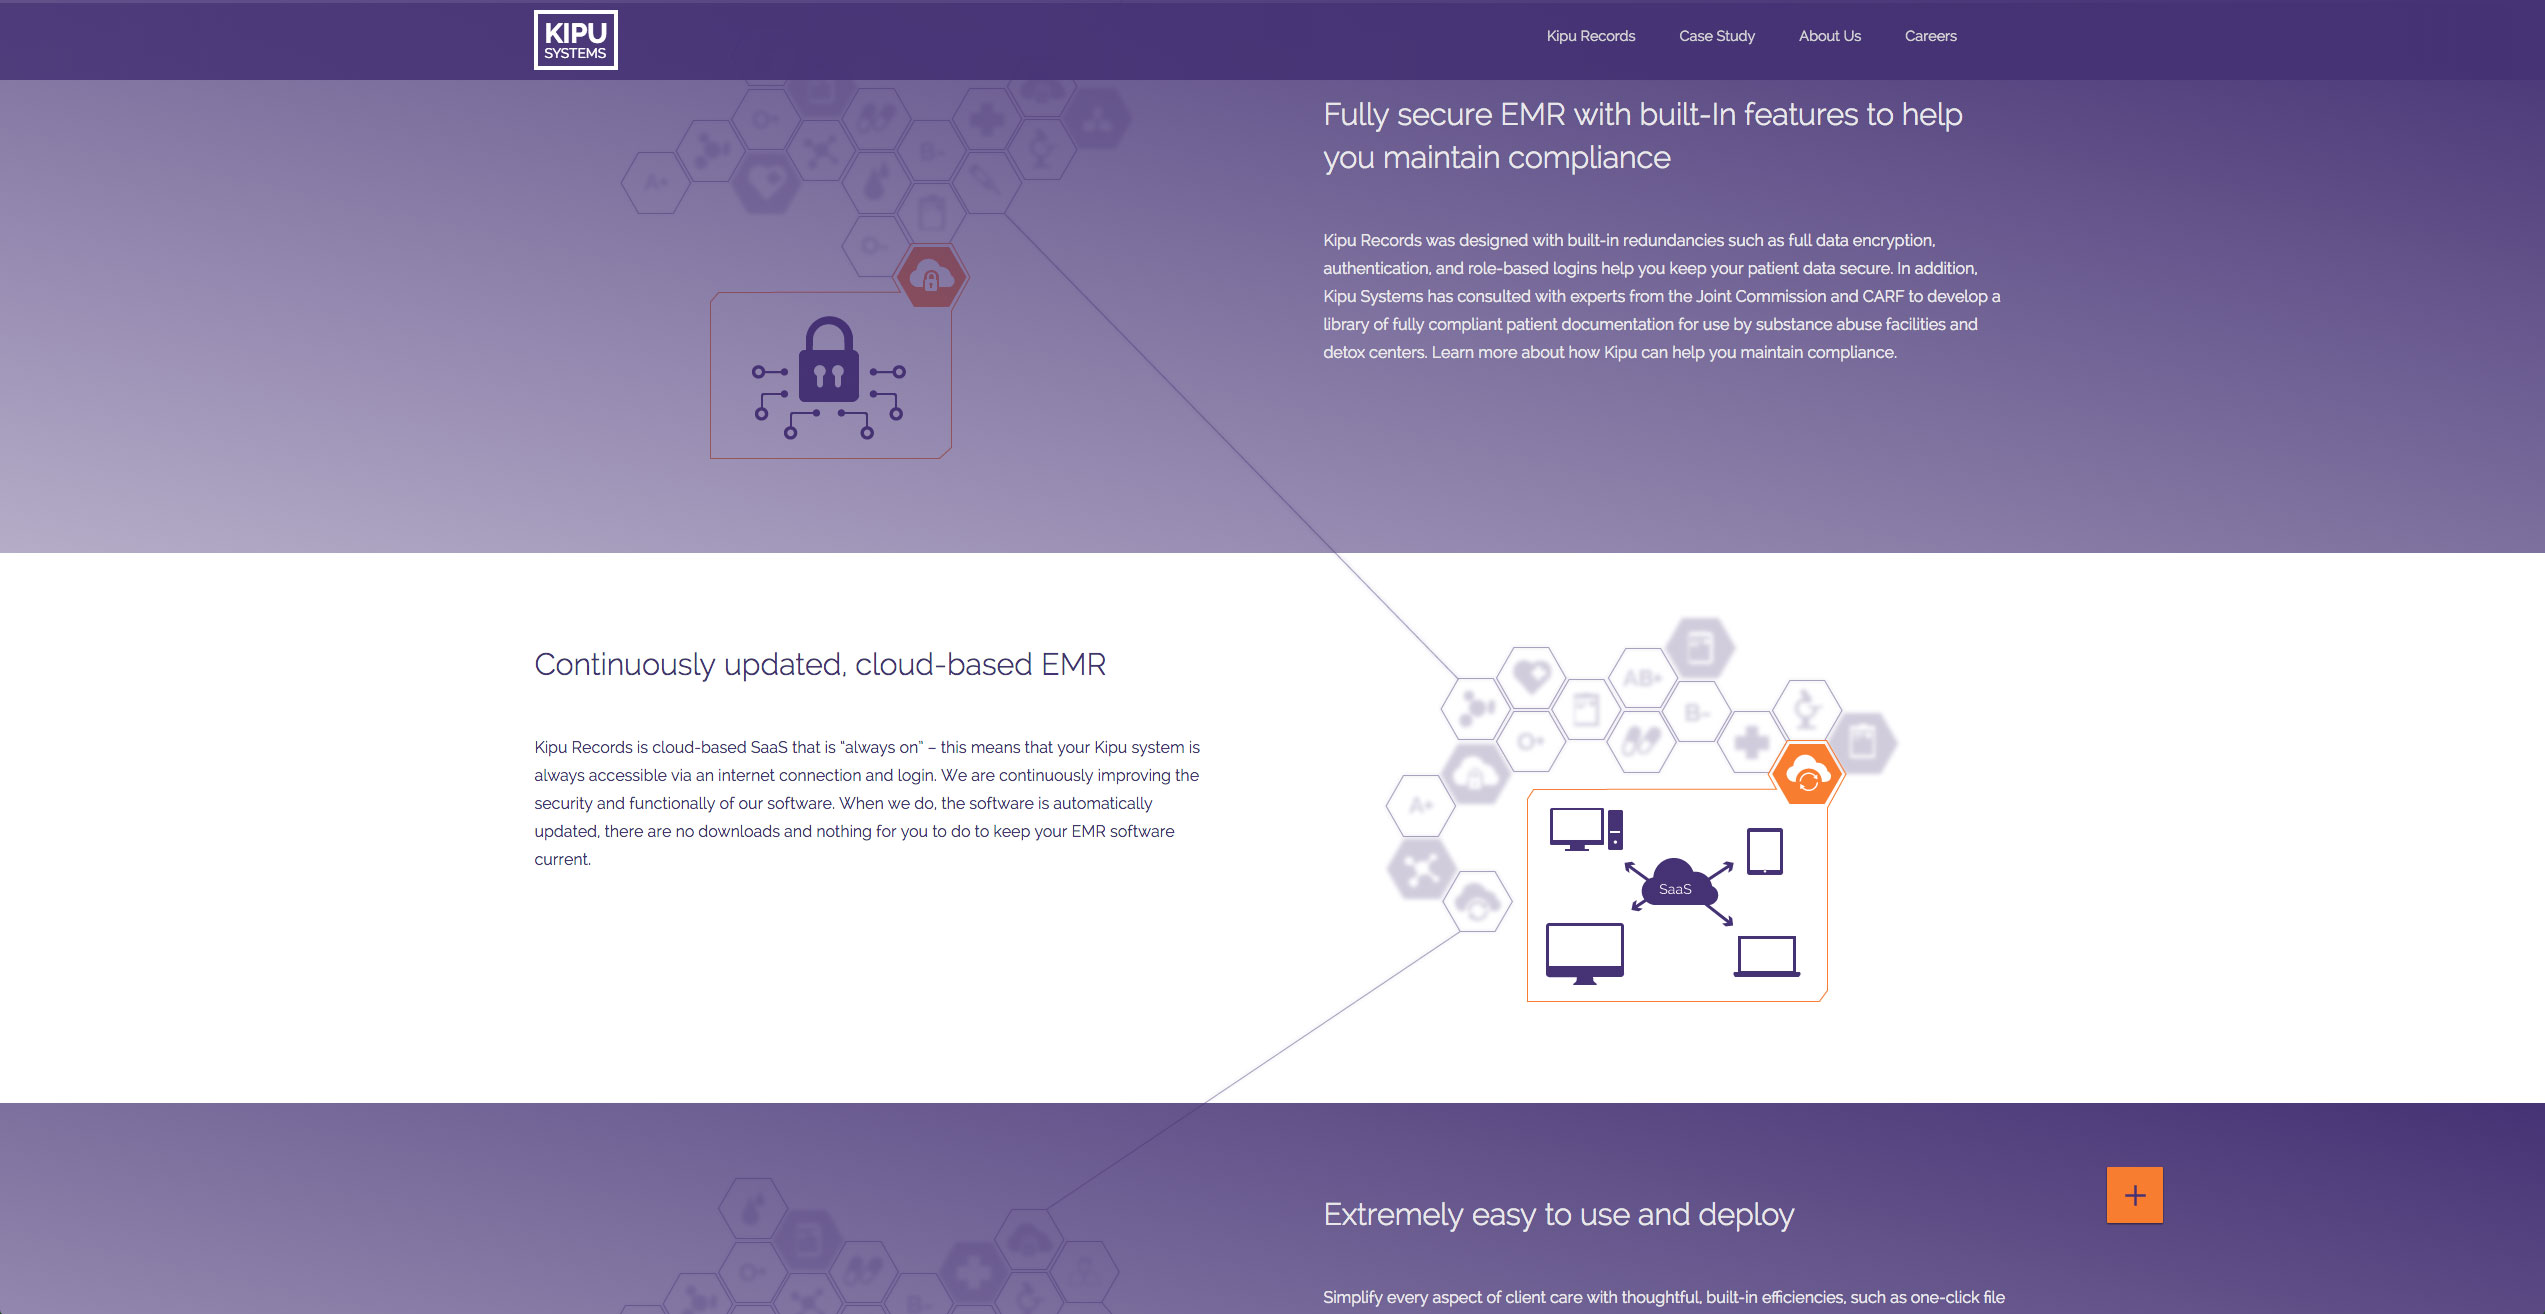 KIPU
SYSTEMS
Kipu Records
Case Study
About Us
Careers
Fully secure EMR with built-In features to help
you maintain compliance
Kipu Records was designed with built-in redundancies such as full data encryption,
authentication, and role-based logins help you keep your patient data secure. In addition,
Kipu Systems has consulted with experts from the Joint Commission and CARF to develop a
library of fully compliant patient documentation for use by substance abuse facilities and
detox centers. Learn more about how Kipu can help you maintain compliance.
O+
B-
A+
O-
Continuously updated, cloud-based EMR
Kipu Records is cloud-based SaaS that is “always on” – this means that your Kipu system is
always accessible via an internet connection and login. We are continuously improving the
security and functionally of our software. When we do, the software is automatically
updated, there are no downloads and nothing for you to do to keep your EMR software
current.
AB+
B-
O+
A+
SaaS
Extremely easy to use and deploy
Simplify every aspect of client care with thoughtful, built-in efficiencies, such as one-click file
O+
B-